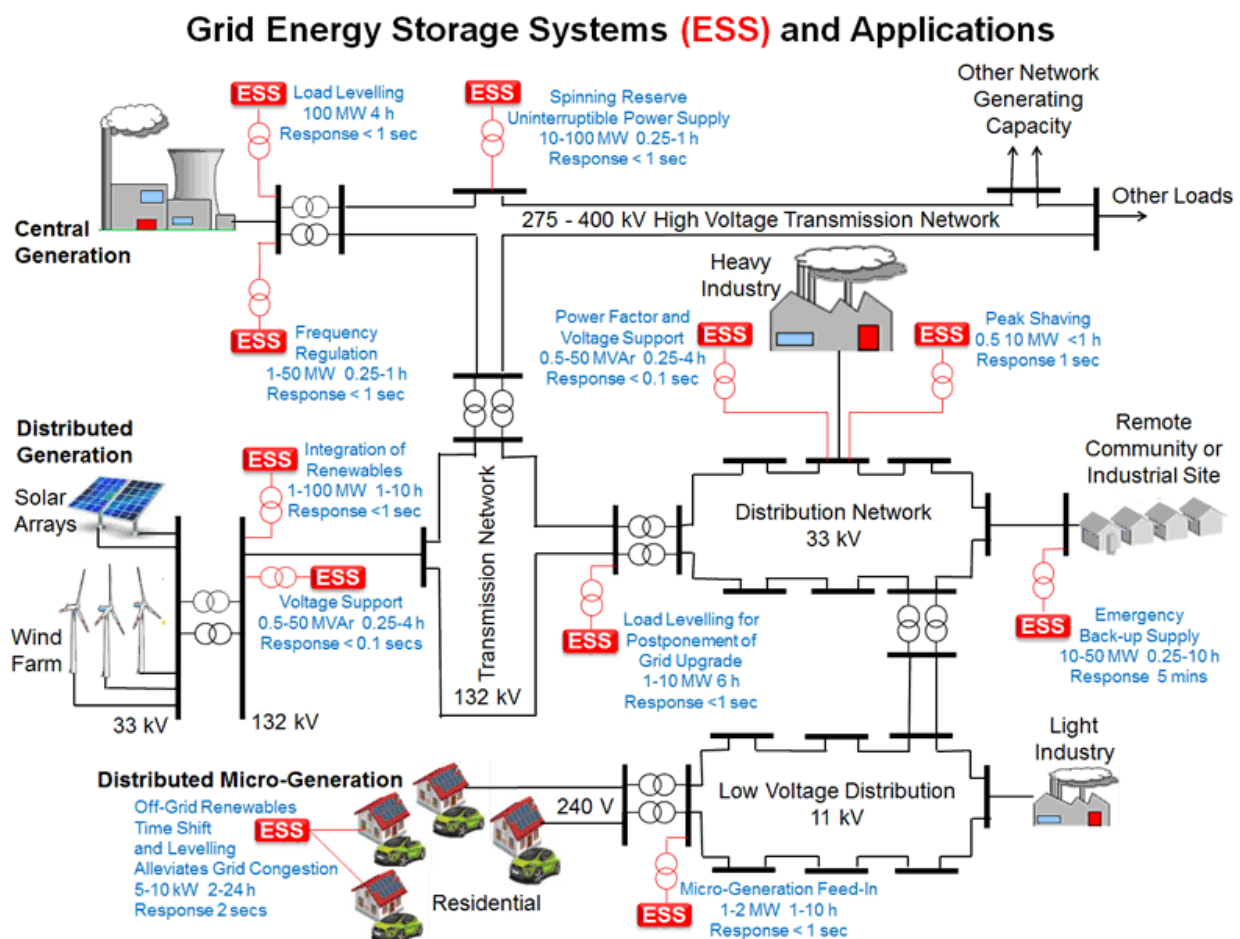 Grid Energy Storage Systems (ESS) and Applications
ESS
Load Levelling
100 MW 4 h
Response < 1 sec
ESS
Spinning Reserve
Uninterruptible Power Supply
10-100 MW 0.25-1 h
Response < 1 sec
Other Network
Generating
Capacity
Other Loads
Central
Generation
275 - 400 kV High Voltage Transmission Network
ESS
Frequency
Regulation
1-50 MW 0.25-1 h
Response < 1 sec
Heavy
Industry
Power Factor and
Voltage Support
0.5-50 MVAr 0.25-4 h
Response < 0.1 sec
ESS
ESS
Peak Shaving
0.5 10 MW <1 h
Response 1 sec
Distributed
Generation
Solar
Arrays
Wind
Farm
33 kV
132 kV
ESS
Integration of
Renewables
1-100 MW 1-10 h
Response <1 sec
ESS
Voltage Support
0.5-50 MVAr 0.25-4 h
Response < 0.1 secs
Transmission Network
132 kV
Distribution Network
33 kV
Remote
Community or
Industrial Site
ESS
Load Levelling for
Postponement of
Grid Upgrade
1-10 MW 6 h
Response <1 sec
ESS
Emergency
Back-up Supply
10-50 MW 0.25-10 h
Response 5 mins
Distributed Micro-Generation
Off-Grid Renewables
Time Shift
and Levelling
Alleviates Grid Congestion
5-10 kW 2-24 h
Response 2 secs
ESS
Residential
240 V
Low Voltage Distribution
11 kV
Light
Industry
ESS
Micro-Generation Feed-In
1-2 MW 1-10 h
Response < 1 sec